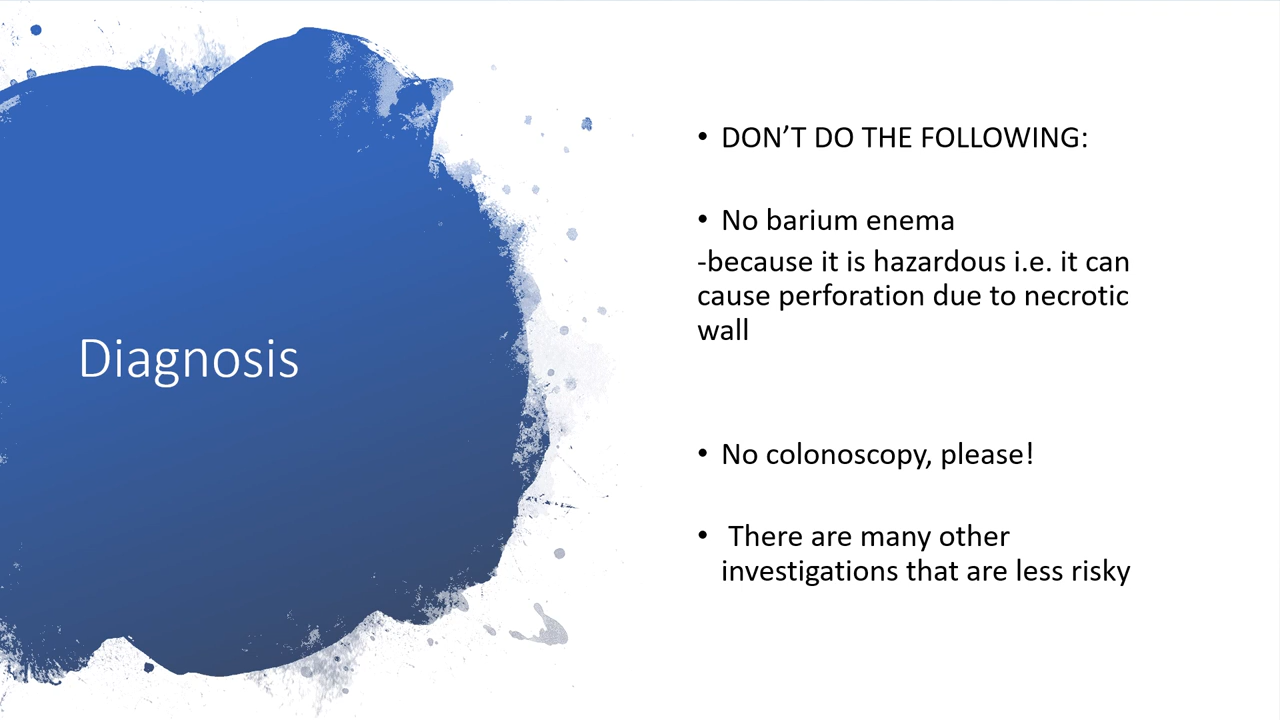 Diagnosis
• DON’T DO THE FOLLOWING:
• No barium enema
-because it is hazardous i.e. it can
cause perforation due to necrotic
wall
• No colonoscopy, please!
• There are many other
investigations that are less risky